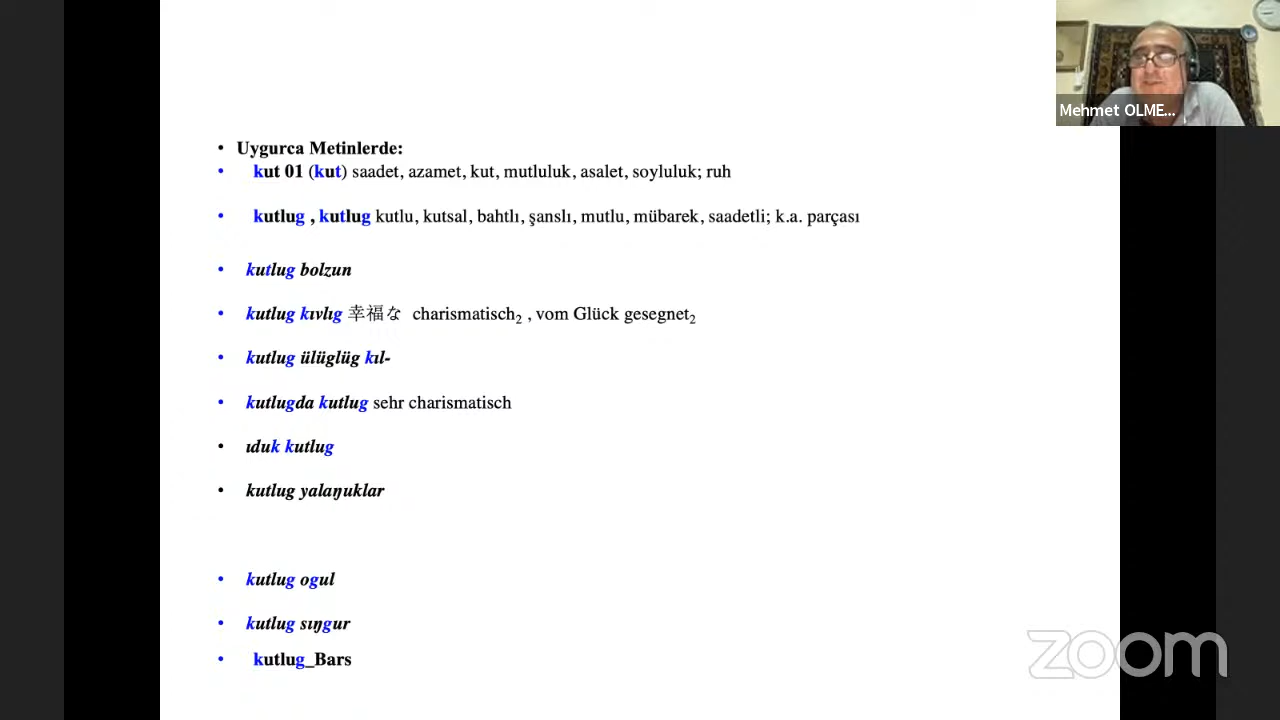 Mehmet OLME...
• Uygurca Metinlerde:
• kut 01 (kut) saadet, azamet, kut, mutluluk, asalet, soyluluk; ruh
• kutlug , kutlug kutlu, kutsal, bahtlı, şanslı, mutlu, mübarek, saadetli; k.a. parçası
• kutlug bolzun
• kutlug kıvlıg 幸福な charismatisch2 , vom Glück gesegnet2
• kutlug ülüglüg kıl-
• kutlugda kutlug sehr charismatisch
• ıduk kutlug
• kutlug yalaŋuklar
• kutlug ogul
• kutlug sıŋgur
• kutlug_Bars
zoom